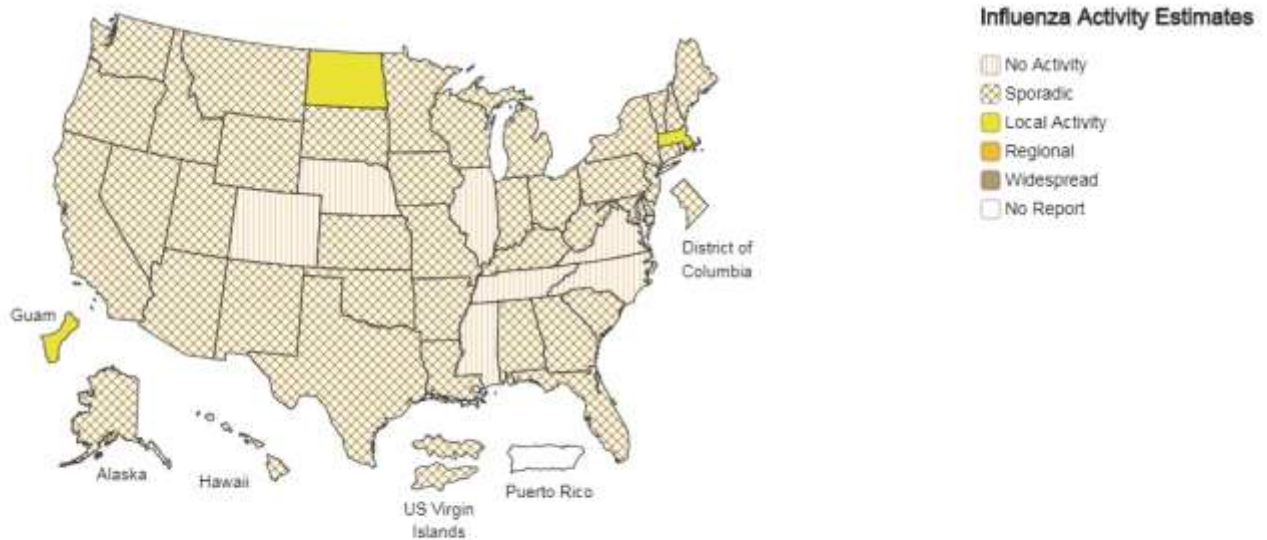 Influenza Activity Estimates
No Activity
Sporadic
Local Activity
Regional
Widespread
No Report
District of
Columbia
Guam
Alaska
Hawaii
US Virgin
Islands
Puerto Rico